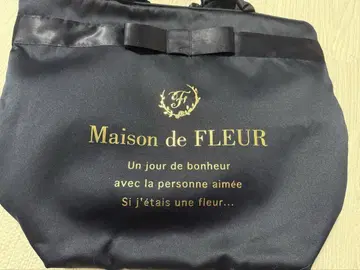 F
Maison de FLEUR
Un jour de bonheur
avec la personne aimée
Si j'étais une fleur...